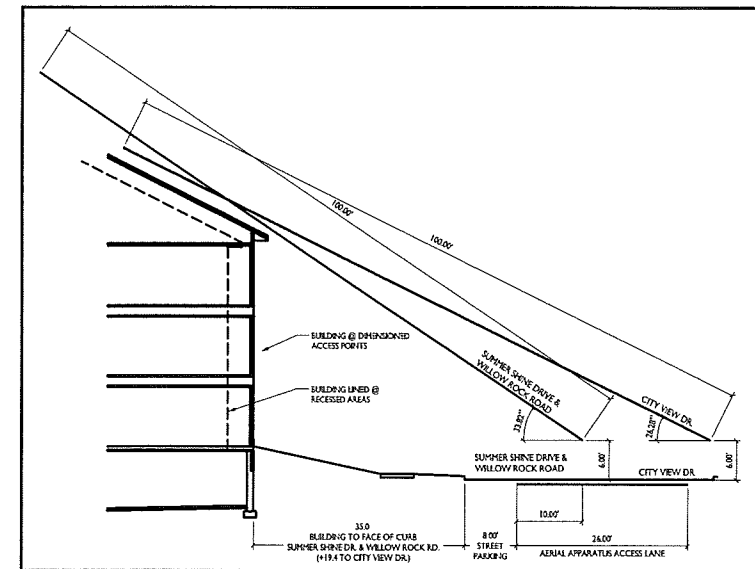 100.00'
100.00'
BUILDING @ DIMENSIONED
ACCESS POINTS
BUILDING LINED @
RECESSED AREAS
SUMMER SHINE DRIVE &
WILLOW ROCK ROAD
CITY VIEW DR.
33.82°
26.28°
SUMMER SHINE DRIVE &
WILLOW ROCK ROAD
6.00'
CITY VIEW DR.
6.00'
35.0
BUILDING TO FACE OF CURB
SUMMER SHINE DR. & WILLOW ROCK RD.
(+19.4 TO CITY VIEW DR.)
8.00'
STREET
PARKING
10.00'
26.00'
AERIAL APPARATUS ACCESS LANE